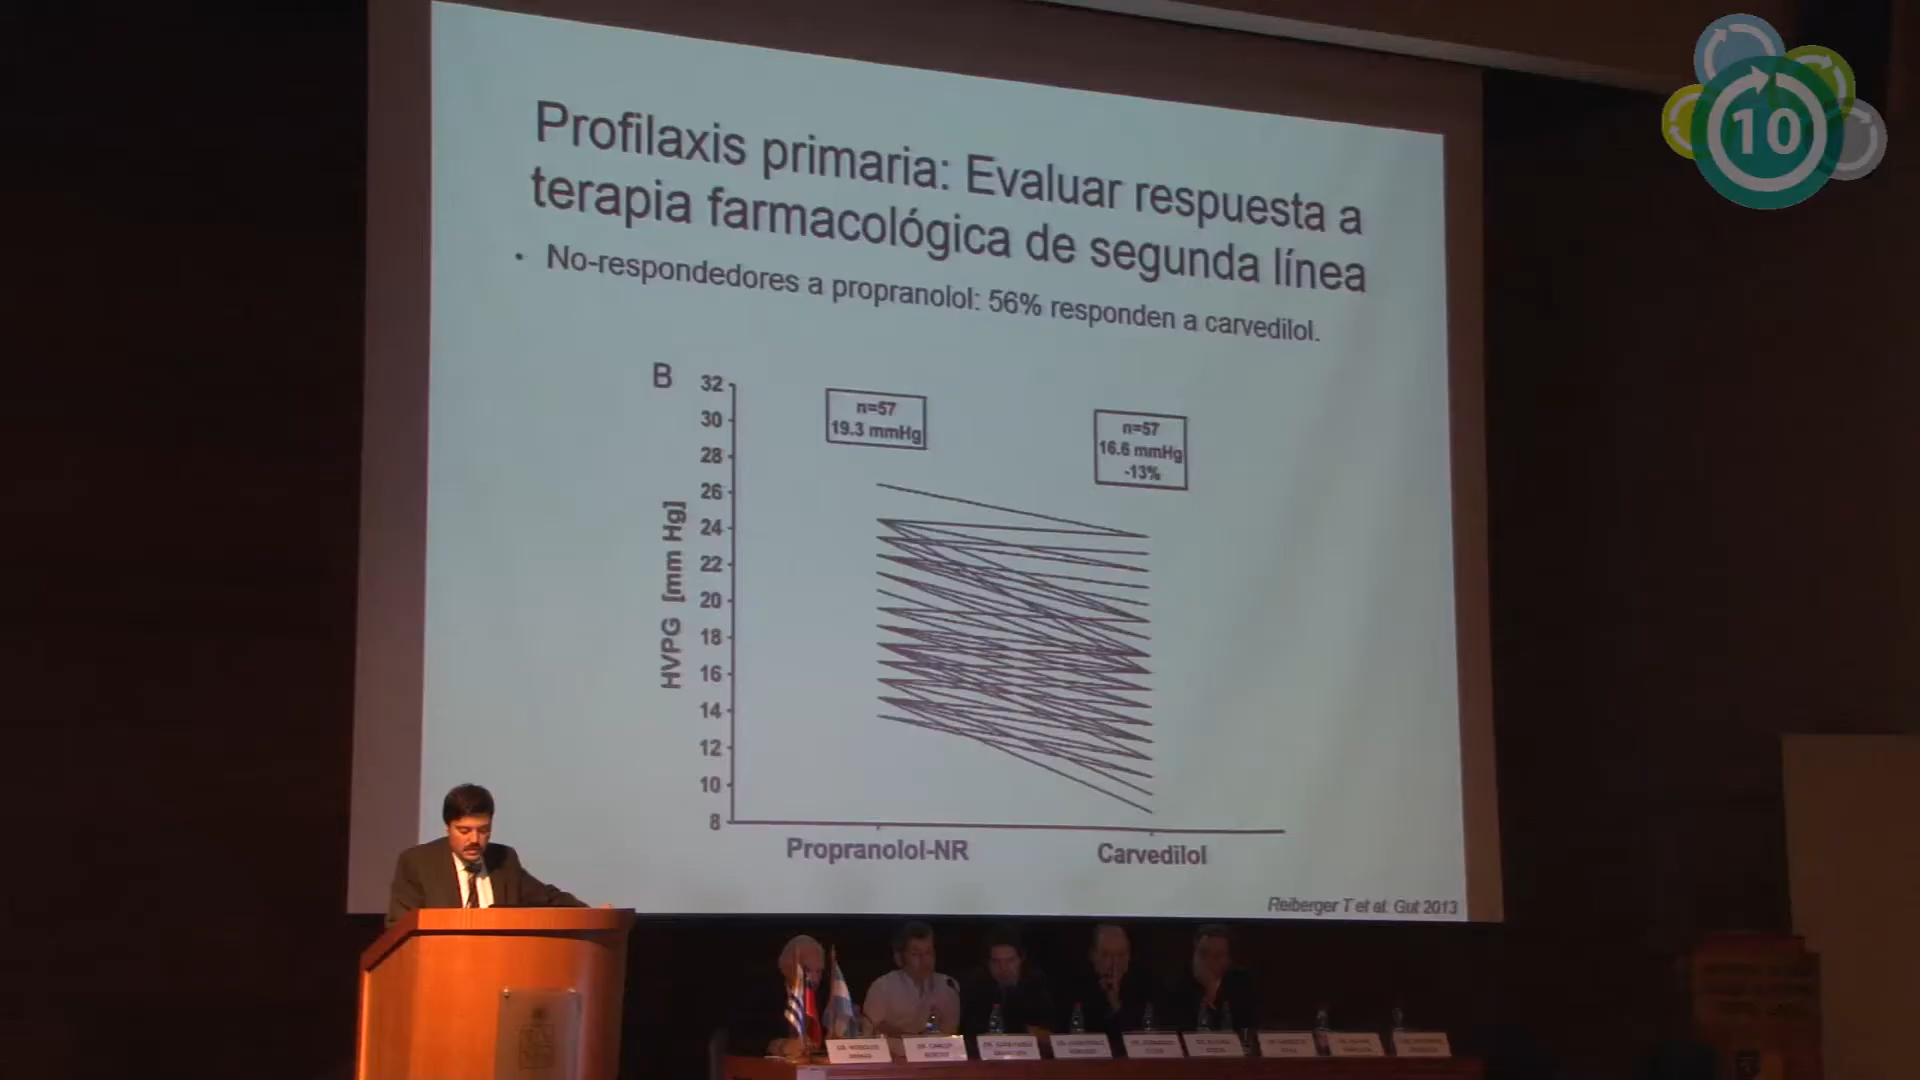 10
Profilaxis primaria: Evaluar respuesta a
terapia farmacológica de segunda línea
• No-respondedores a propranolol: 56% responden a carvedilol.
B
n=57
19.3 mmHg
n=57
16.6 mmHg
-13%
HVPG [mm Hg]
32
30
28
26
24
22
20
18
16
14
12
10
8
Propranolol-NR
Carvedilol
Reiberger T et al. Gut 2013